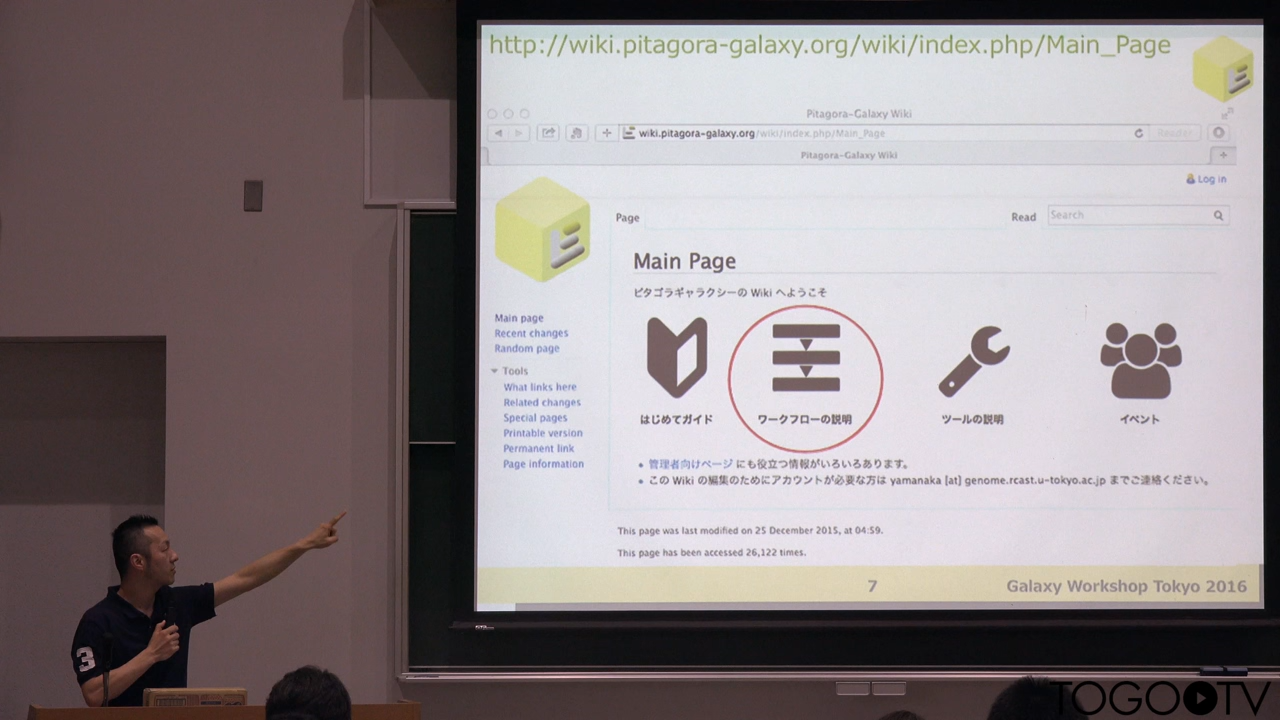 http://wiki.pitagora-galaxy.org/wiki/index.php/Main_Page
Pitagora-Galaxy Wiki
wiki.pitagora-galaxy.org/wiki/index.php/Main_Page
Reader
Pitagora-Galaxy Wiki
Log in
Page
Read
Search
Main Page
ピタゴラギャラクシーの Wiki へようこそ
Main page
Recent changes
Random page
Tools
What links here
Related changes
Special pages
Printable version
Permanent link
Page information
はじめてガイド
ワークフローの説明
ツールの説明
イベント
• 管理者向けページ にも役立つ情報がいろいろあります。
• この Wiki の編集のためにアカウントが必要な方は yamanaka [at] genome.rcast.u-tokyo.ac.jp までご連絡ください。
This page was last modified on 25 December 2015, at 04:59.
This page has been accessed 26,122 times.
7
Galaxy Workshop Tokyo 2016
3
TOGO TV